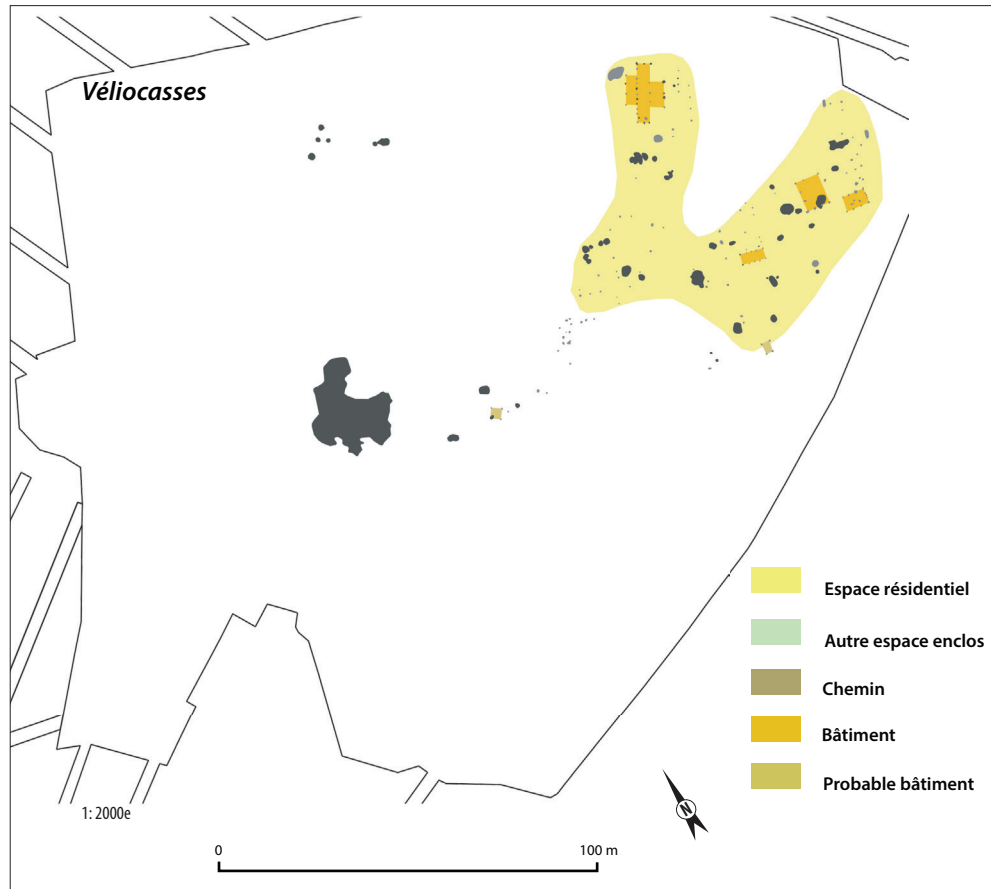 Véliocasses
Espace résidentiel
Autre espace enclos
Chemin
Bâtiment
Probable bâtiment
1: 2000e
N
0
100 m